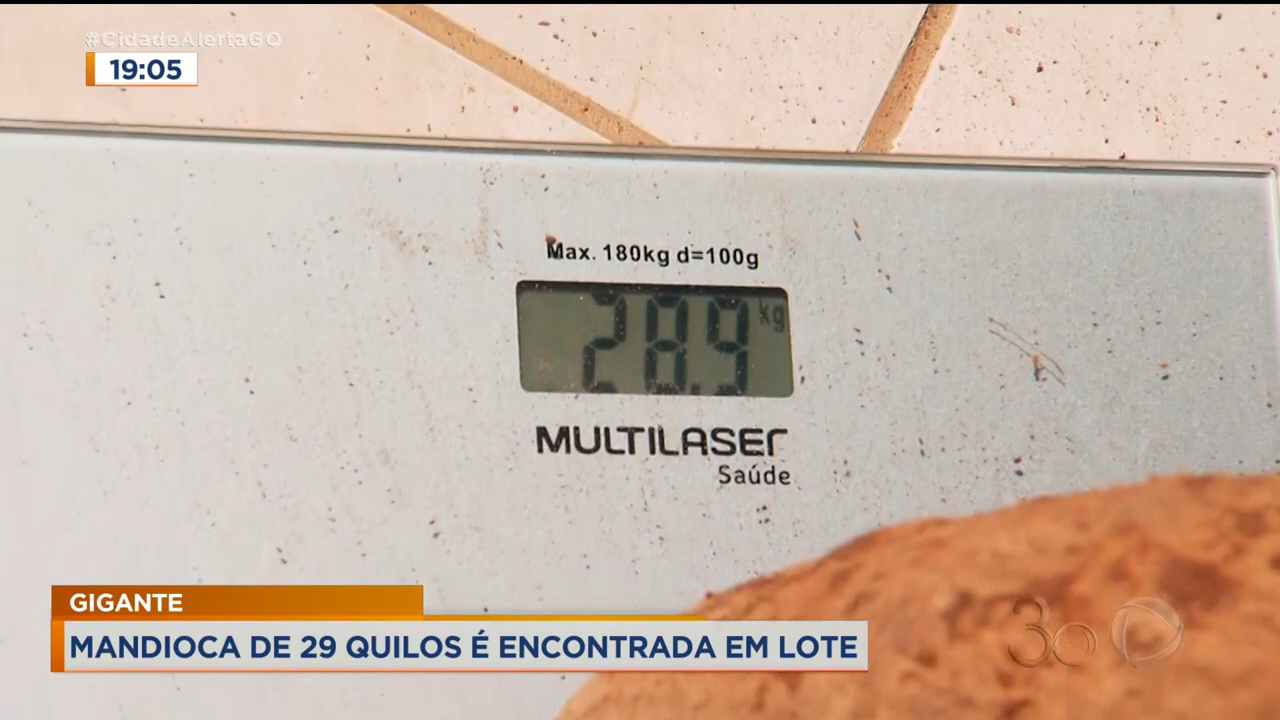 #CidadeAlertaGO
19:05
Max. 180kg d=100g
28.9 kg
MULTILASER
Saúde
GIGANTE
MANDIOCA DE 29 QUILOS É ENCONTRADA EM LOTE
30